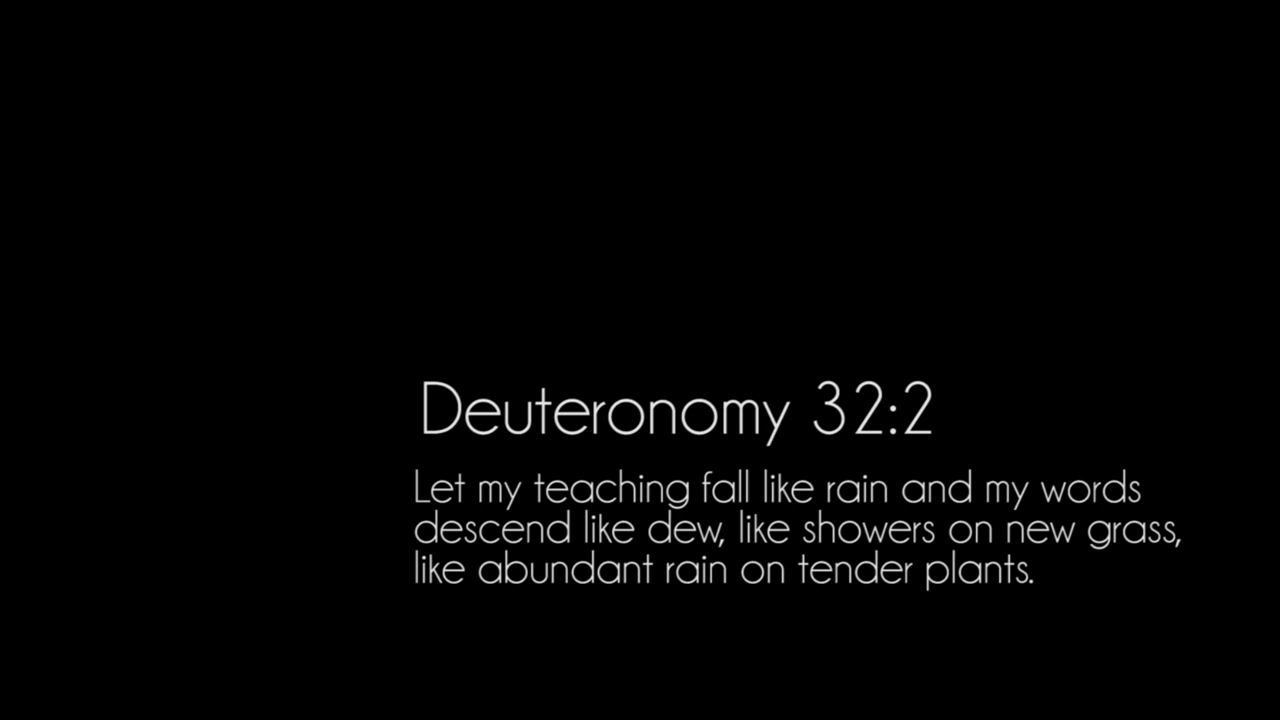 Deuteronomy 32:2
Let my teaching fall like rain and my words
descend like dew, like showers on new grass,
like abundant rain on tender plants.